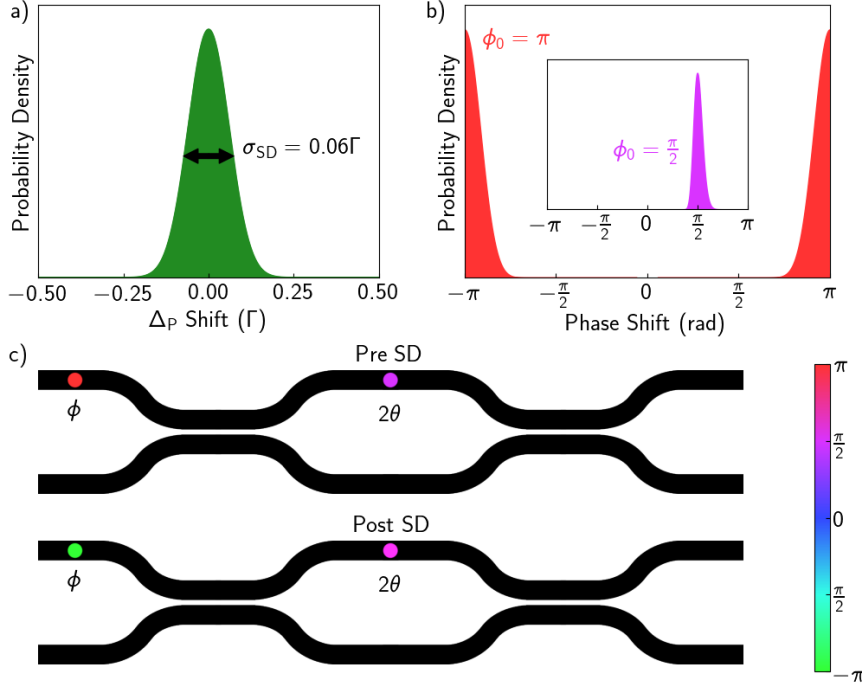 a)
Probability Density
σ_SD = 0.06Γ
−0.50 −0.25 0.00 0.25 0.50
Δ_P Shift (Γ)
b)
Probability Density
ϕ₀ = π
ϕ₀ = π/2
−π −π/2 0 π/2 π
−π −π/2 0 π/2 π
Phase Shift (rad)
c)
Pre SD
ϕ 2θ
Post SD
ϕ 2θ
π
π/2
0
π/2
−π